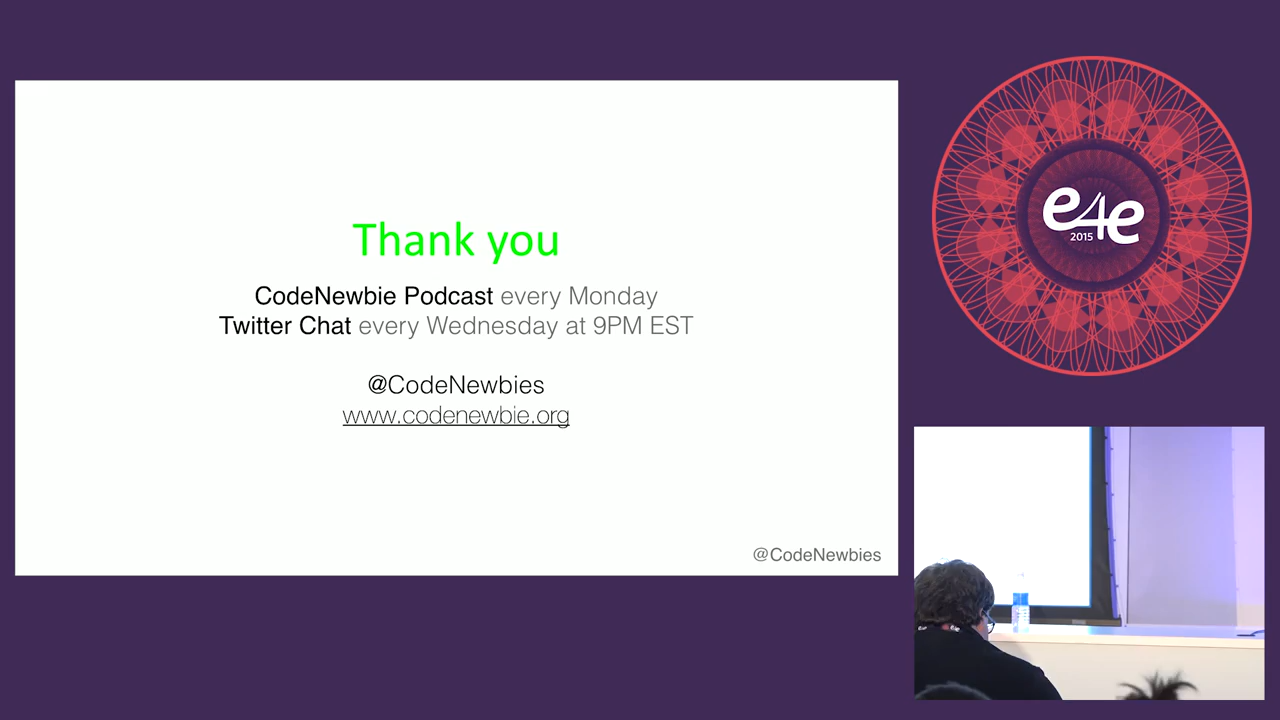 Thank you
CodeNewbie Podcast every Monday
Twitter Chat every Wednesday at 9PM EST
@CodeNewbies
www.codenewbie.org
@CodeNewbies
e4e
2015